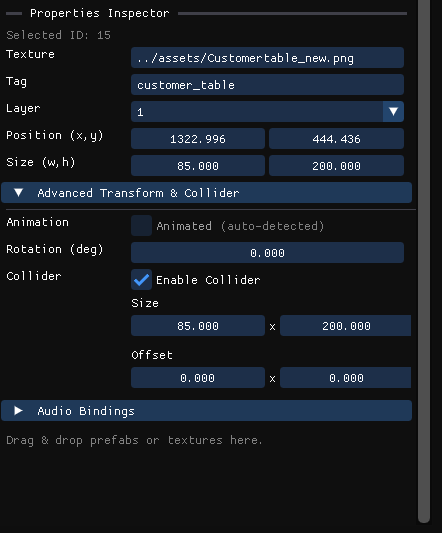 Properties Inspector
Selected ID: 15
Texture ../assets/Customertable_new.png
Tag customer_table
Layer 1
Position (x,y) 1322.996 444.436
Size (w,h) 85.000 200.000
Advanced Transform & Collider
Animation Animated (auto-detected)
Rotation (deg) 0.000
Collider Enable Collider
Size
85.000 x 200.000
Offset
0.000 x 0.000
Audio Bindings
Drag & drop prefabs or textures here.